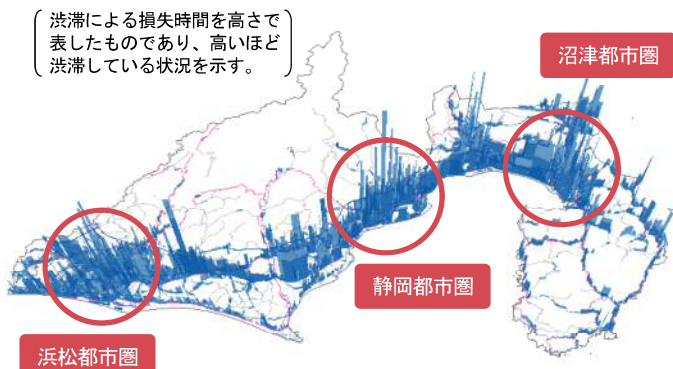 渋滞による損失時間を高さで
表したものであり、高いほど
渋滞している状況を示す。
沼津都市圏
静岡都市圏
浜松都市圏